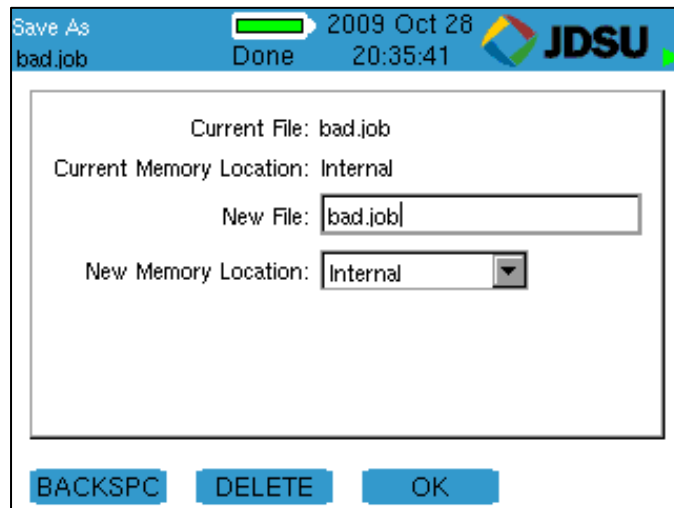 Save As 2009 Oct 28 JDSU
bad.job Done 20:35:41
Current File: bad.job
Current Memory Location: Internal
New File: bad.job
New Memory Location: Internal
BACKSPC DELETE OK